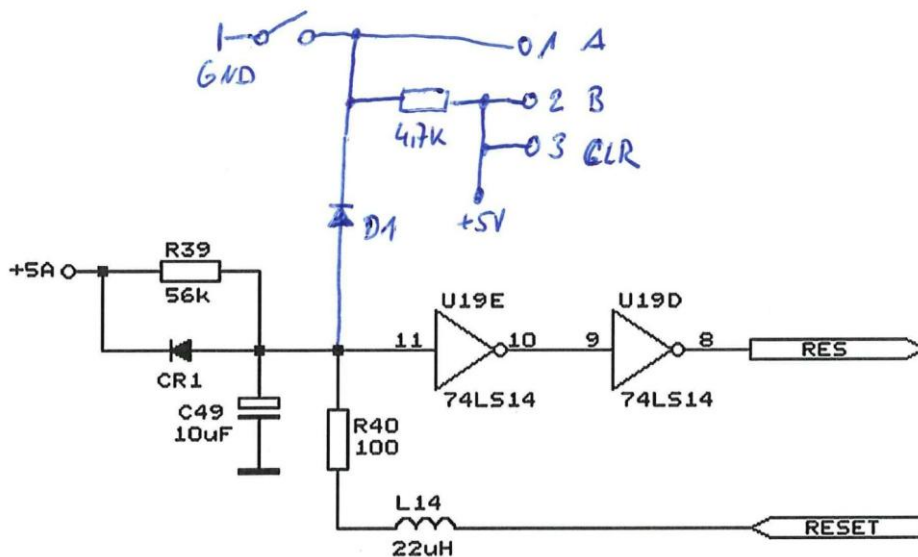 1 A
GND
2 B
4,7K
3 CLR
+5V
D1
R39
+5A
56k
U19E
U19D
11
10
9
8
RES
CR1
74LS14
74LS14
C49
10uF
R40
100
L14
RESET
22uH